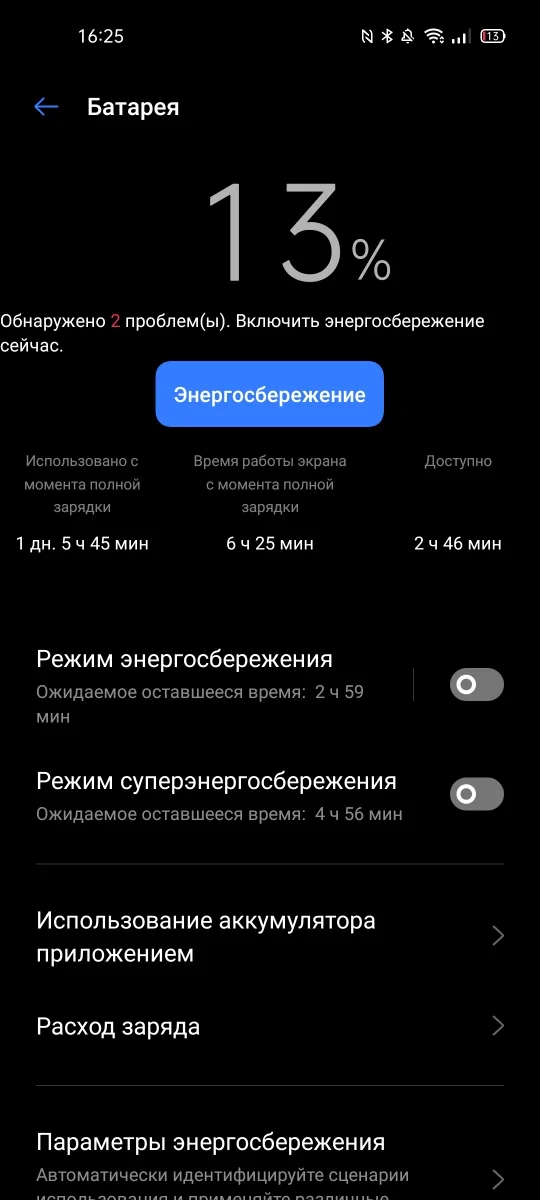 16:25
13
Батарея
13%
Обнаружено 2 проблем(ы). Включить энергосбережение
сейчас.
Энергосбережение
Использовано с
момента полной
зарядки
1 дн. 5 ч 45 мин
Время работы экрана
с момента полной
зарядки
6 ч 25 мин
Доступно
2 ч 46 мин
Режим энергосбережения
Ожидаемое оставшееся время: 2 ч 59
мин
Режим суперэнергосбережения
Ожидаемое оставшееся время: 4 ч 56 мин
Использование аккумулятора
приложением
Расход заряда
Параметры энергосбережения
Автоматически идентифицируйте сценарии
использования и применяйте различные